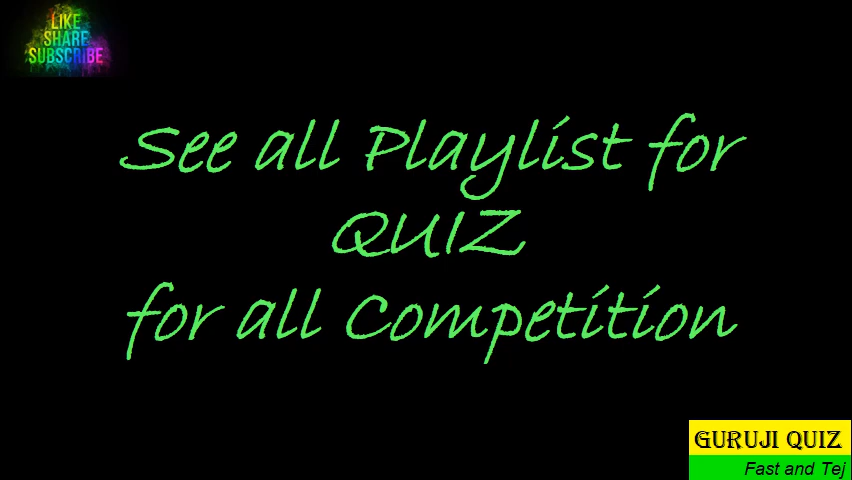 LIKE
SHARE
SUBSCRIBE
See all Playlist for
QUIZ
for all Competition
GURUJI QUIZ
Fast and Tej